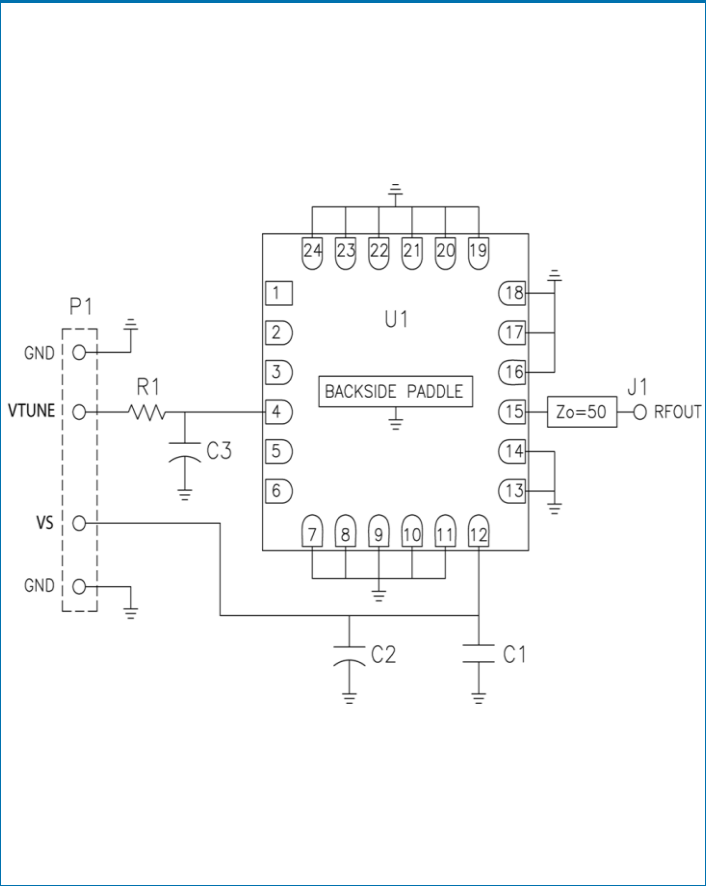 24 23 22 21 20 19
1
18
P1
U1
2
17
GND
3
16
R1
BACKSIDE PADDLE
J1
VTUNE
4
15
Zo=50
RFOUT
C3
5
14
6
13
VS
7 8 9 10 11 12
GND
C2
C1